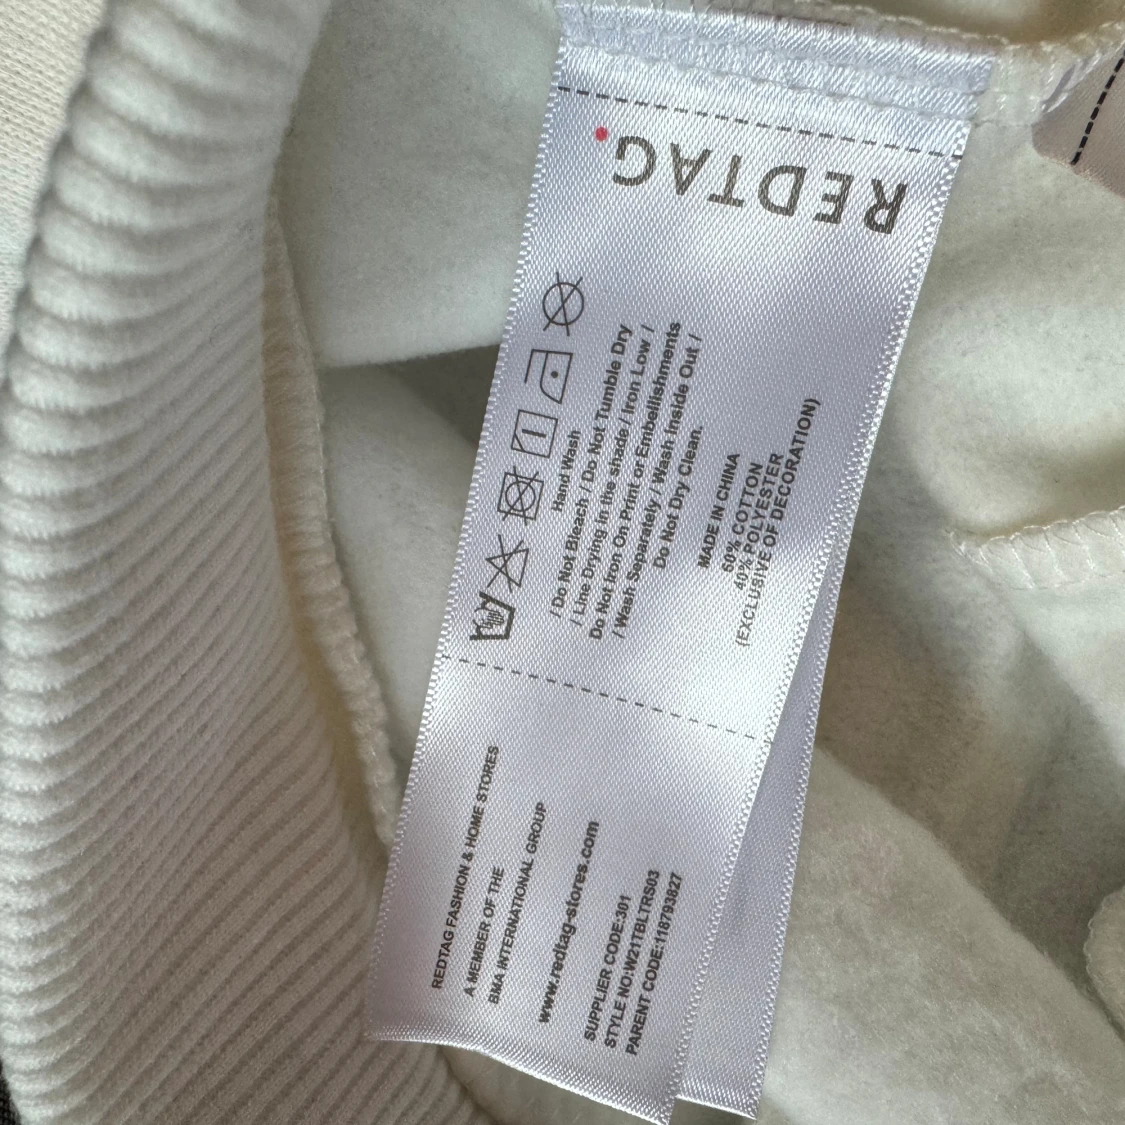 REDTAG.
Hand Wash
/ Do Not Bleach / Do Not Tumble Dry
/ Line Drying in the shade / Iron Low /
Do Not Iron On Print or Embellishments
/ Wash Separately / Wash Inside Out /
Do Not Dry Clean.
MADE IN CHINA
60% COTTON
40% POLYESTER
(EXCLUSIVE OF DECORATION)
REDTAG FASHION & HOME STORES
A MEMBER OF THE
BMA INTERNATIONAL GROUP
www.redtag-stores.com
SUPPLIER CODE:301
STYLE NO:W21TBLTRS03
PARENT CODE:118793827